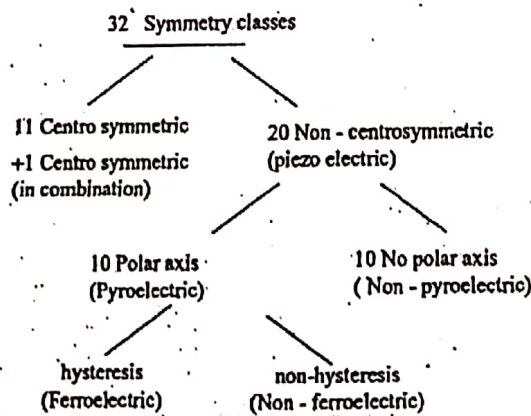 32 Symmetry classes
11 Centro symmetric
+1 Centro symmetric
(in combination)
20 Non - centrosymmetric
(piezo electric)
10 Polar axis
(Pyroelectric)
10 No polar axis
( Non - pyroelectric)
hysteresis
(Ferroelectric)
non-hysteresis
(Non - ferroelectric)